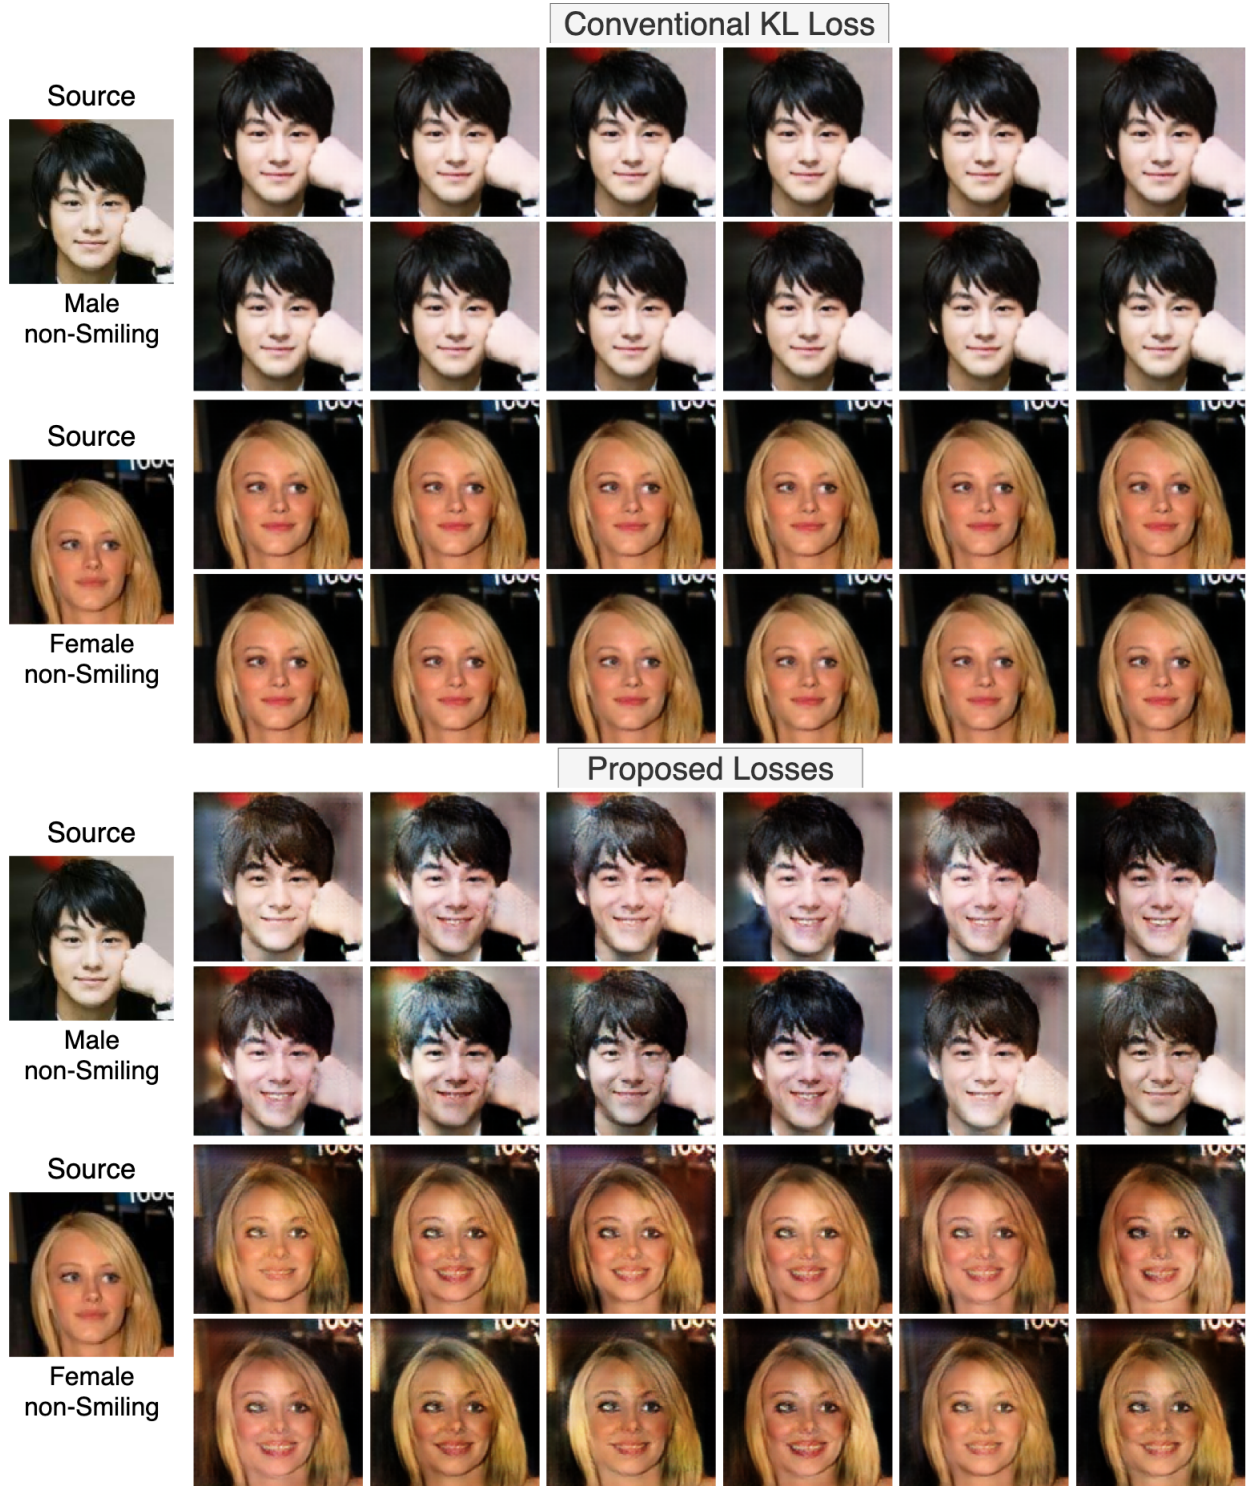 Conventional KL Loss
Source
Male
non-Smiling
Source
Female
non-Smiling
Proposed Losses
Source
Male
non-Smiling
Source
Female
non-Smiling